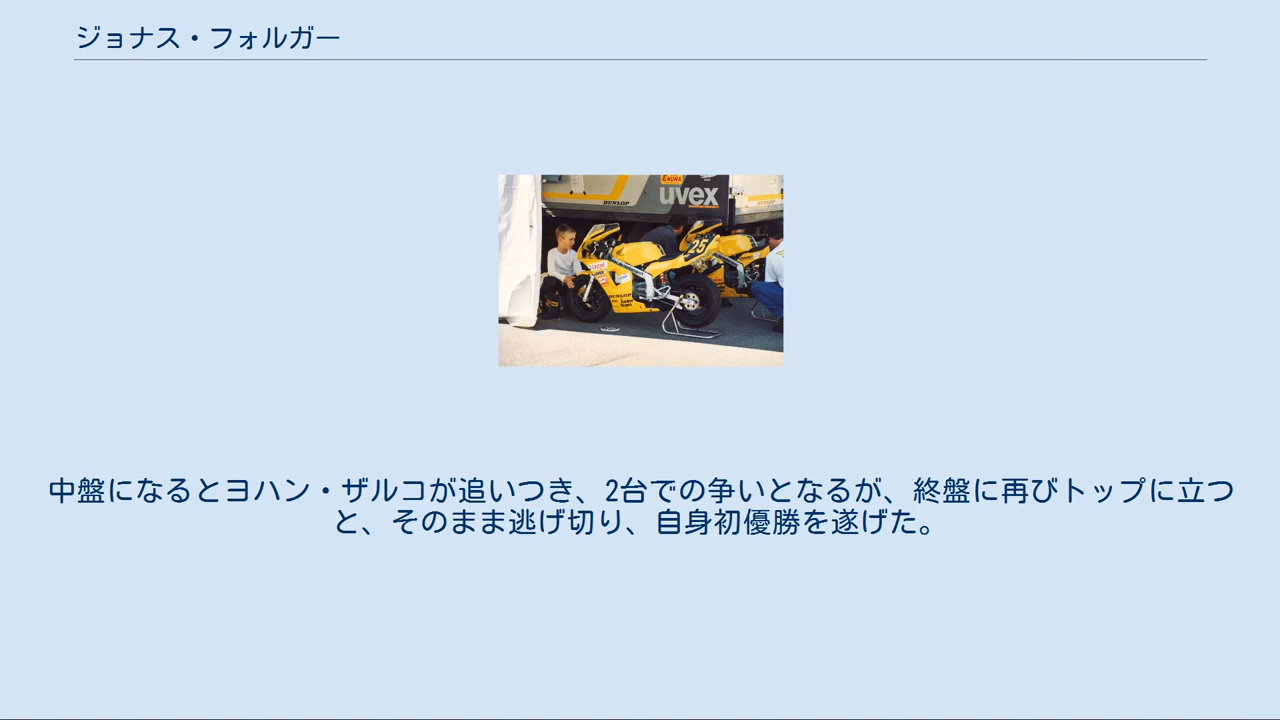 ジョナス・フォルガー
uvex
DUNLOP
25
DUNLOP
中盤になるとヨハン・ザルコが追いつき、2台での争いとなるが、終盤に再びトップに立つ
と、そのまま逃げ切り、自身初優勝を遂げた。